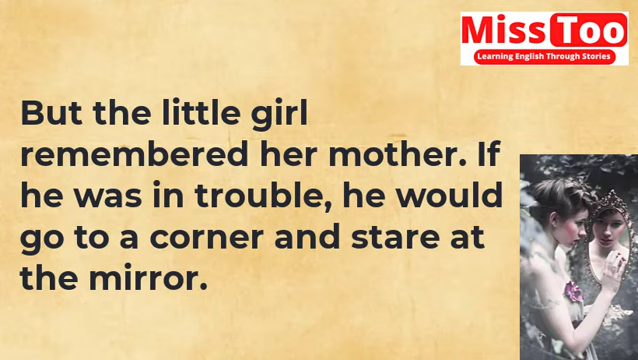 Miss Too
Learning English Through Stories
But the little girl
remembered her mother. If
he was in trouble, he would
go to a corner and stare at
the mirror.